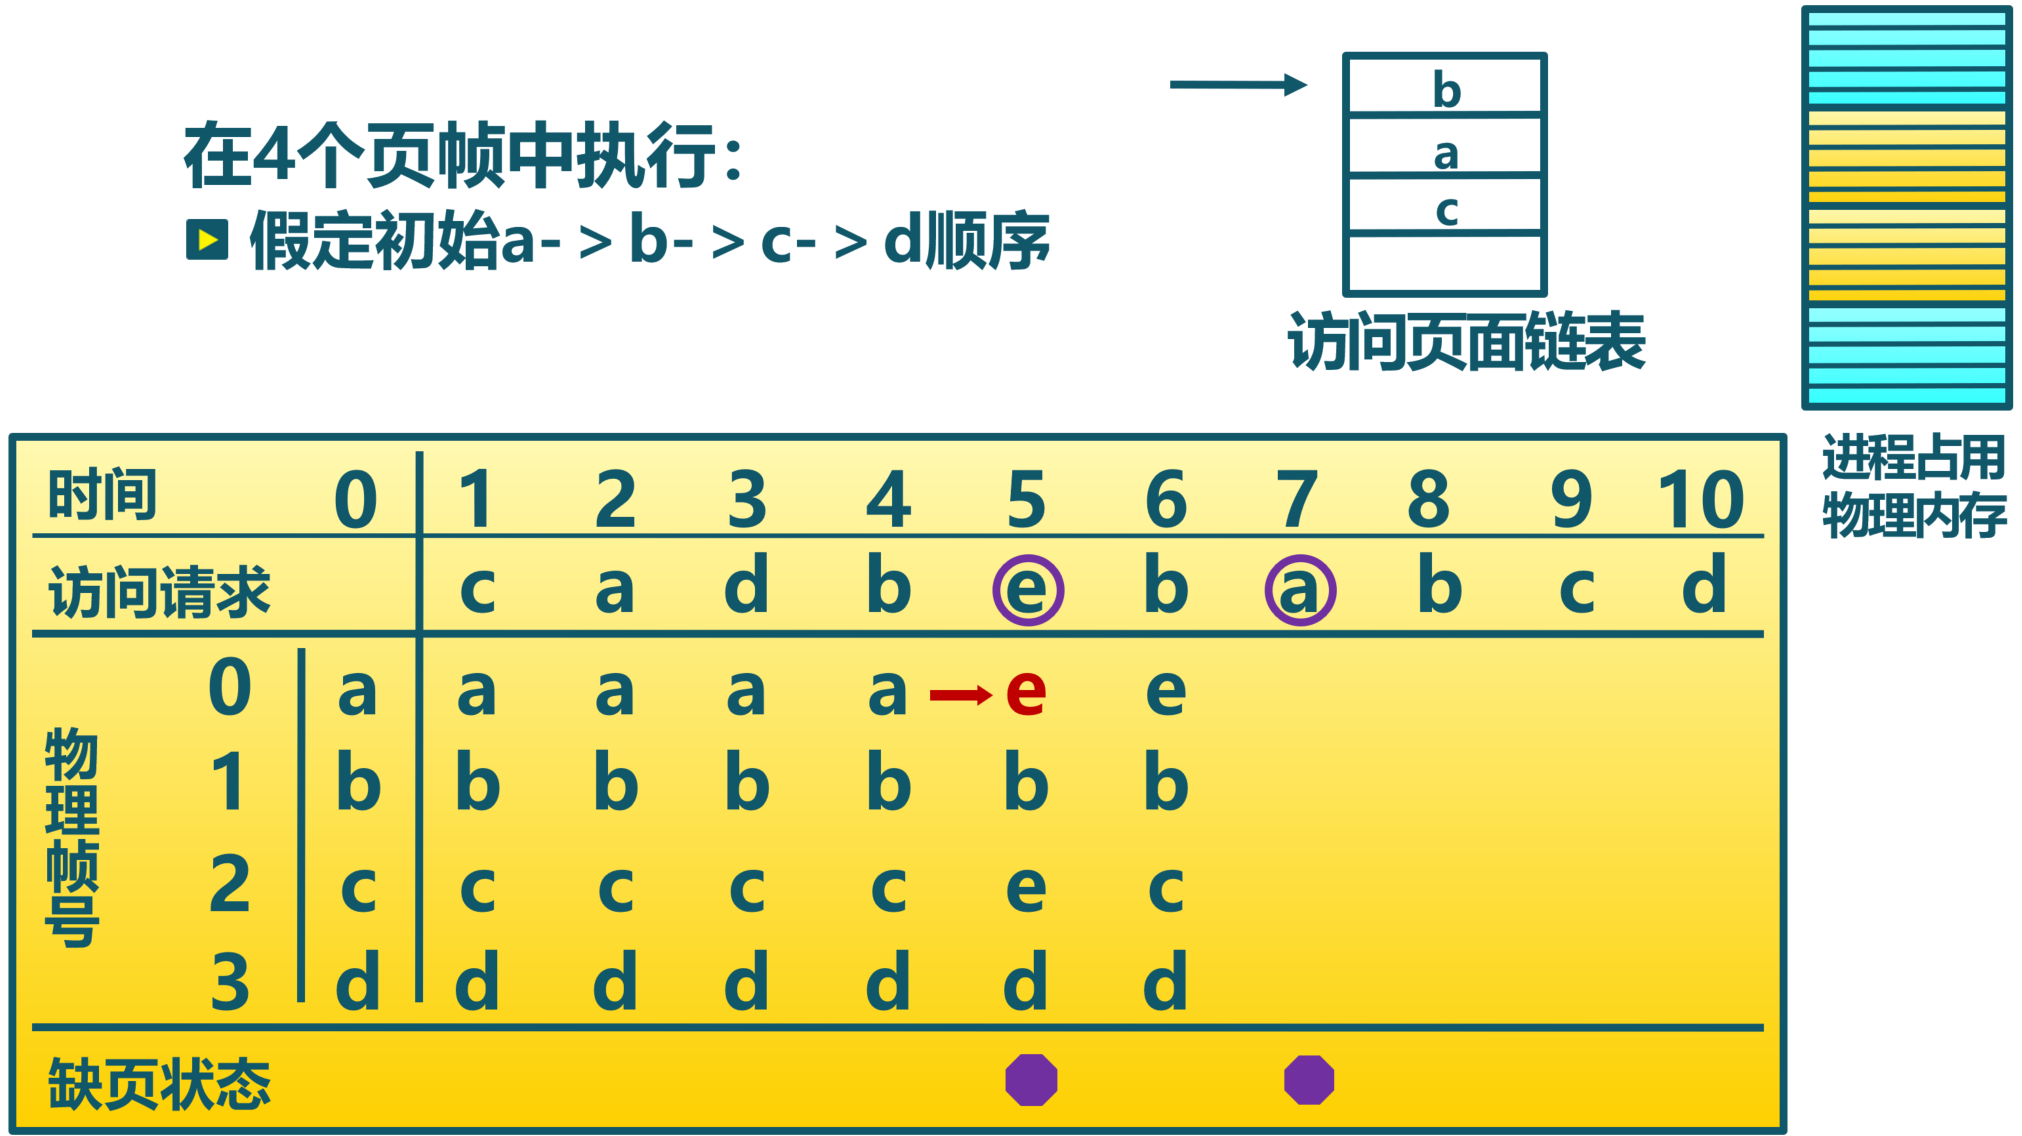 在4个页帧中执行：
假定初始a->b->c->d顺序
b
a
c
访问页面链表
进程占用
物理内存
时间 0 1 2 3 4 5 6 7 8 9 10
访问请求 c a d b e b a b c d
物理帧号
0 a a a a a e e
1 b b b b b b b
2 c c c c c e c
3 d d d d d d d
缺页状态